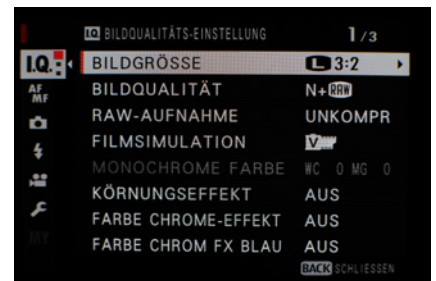 I.Q. BILDQUALITÄTS-EINSTELLUNG 1/3
I.Q. BILDGRÖSSE L 3:2
AF MF BILDQUALITÄT N+RAW
RAW-AUFNAHME UNKOMPR
FILMSIMULATION V
MONOCHROME FARBE WC 0 MG 0
KÖRNUNGSEFFEKT AUS
FARBE CHROME-EFFEKT AUS
MY FARBE CHROM FX BLAU AUS
BACK SCHLIESSEN